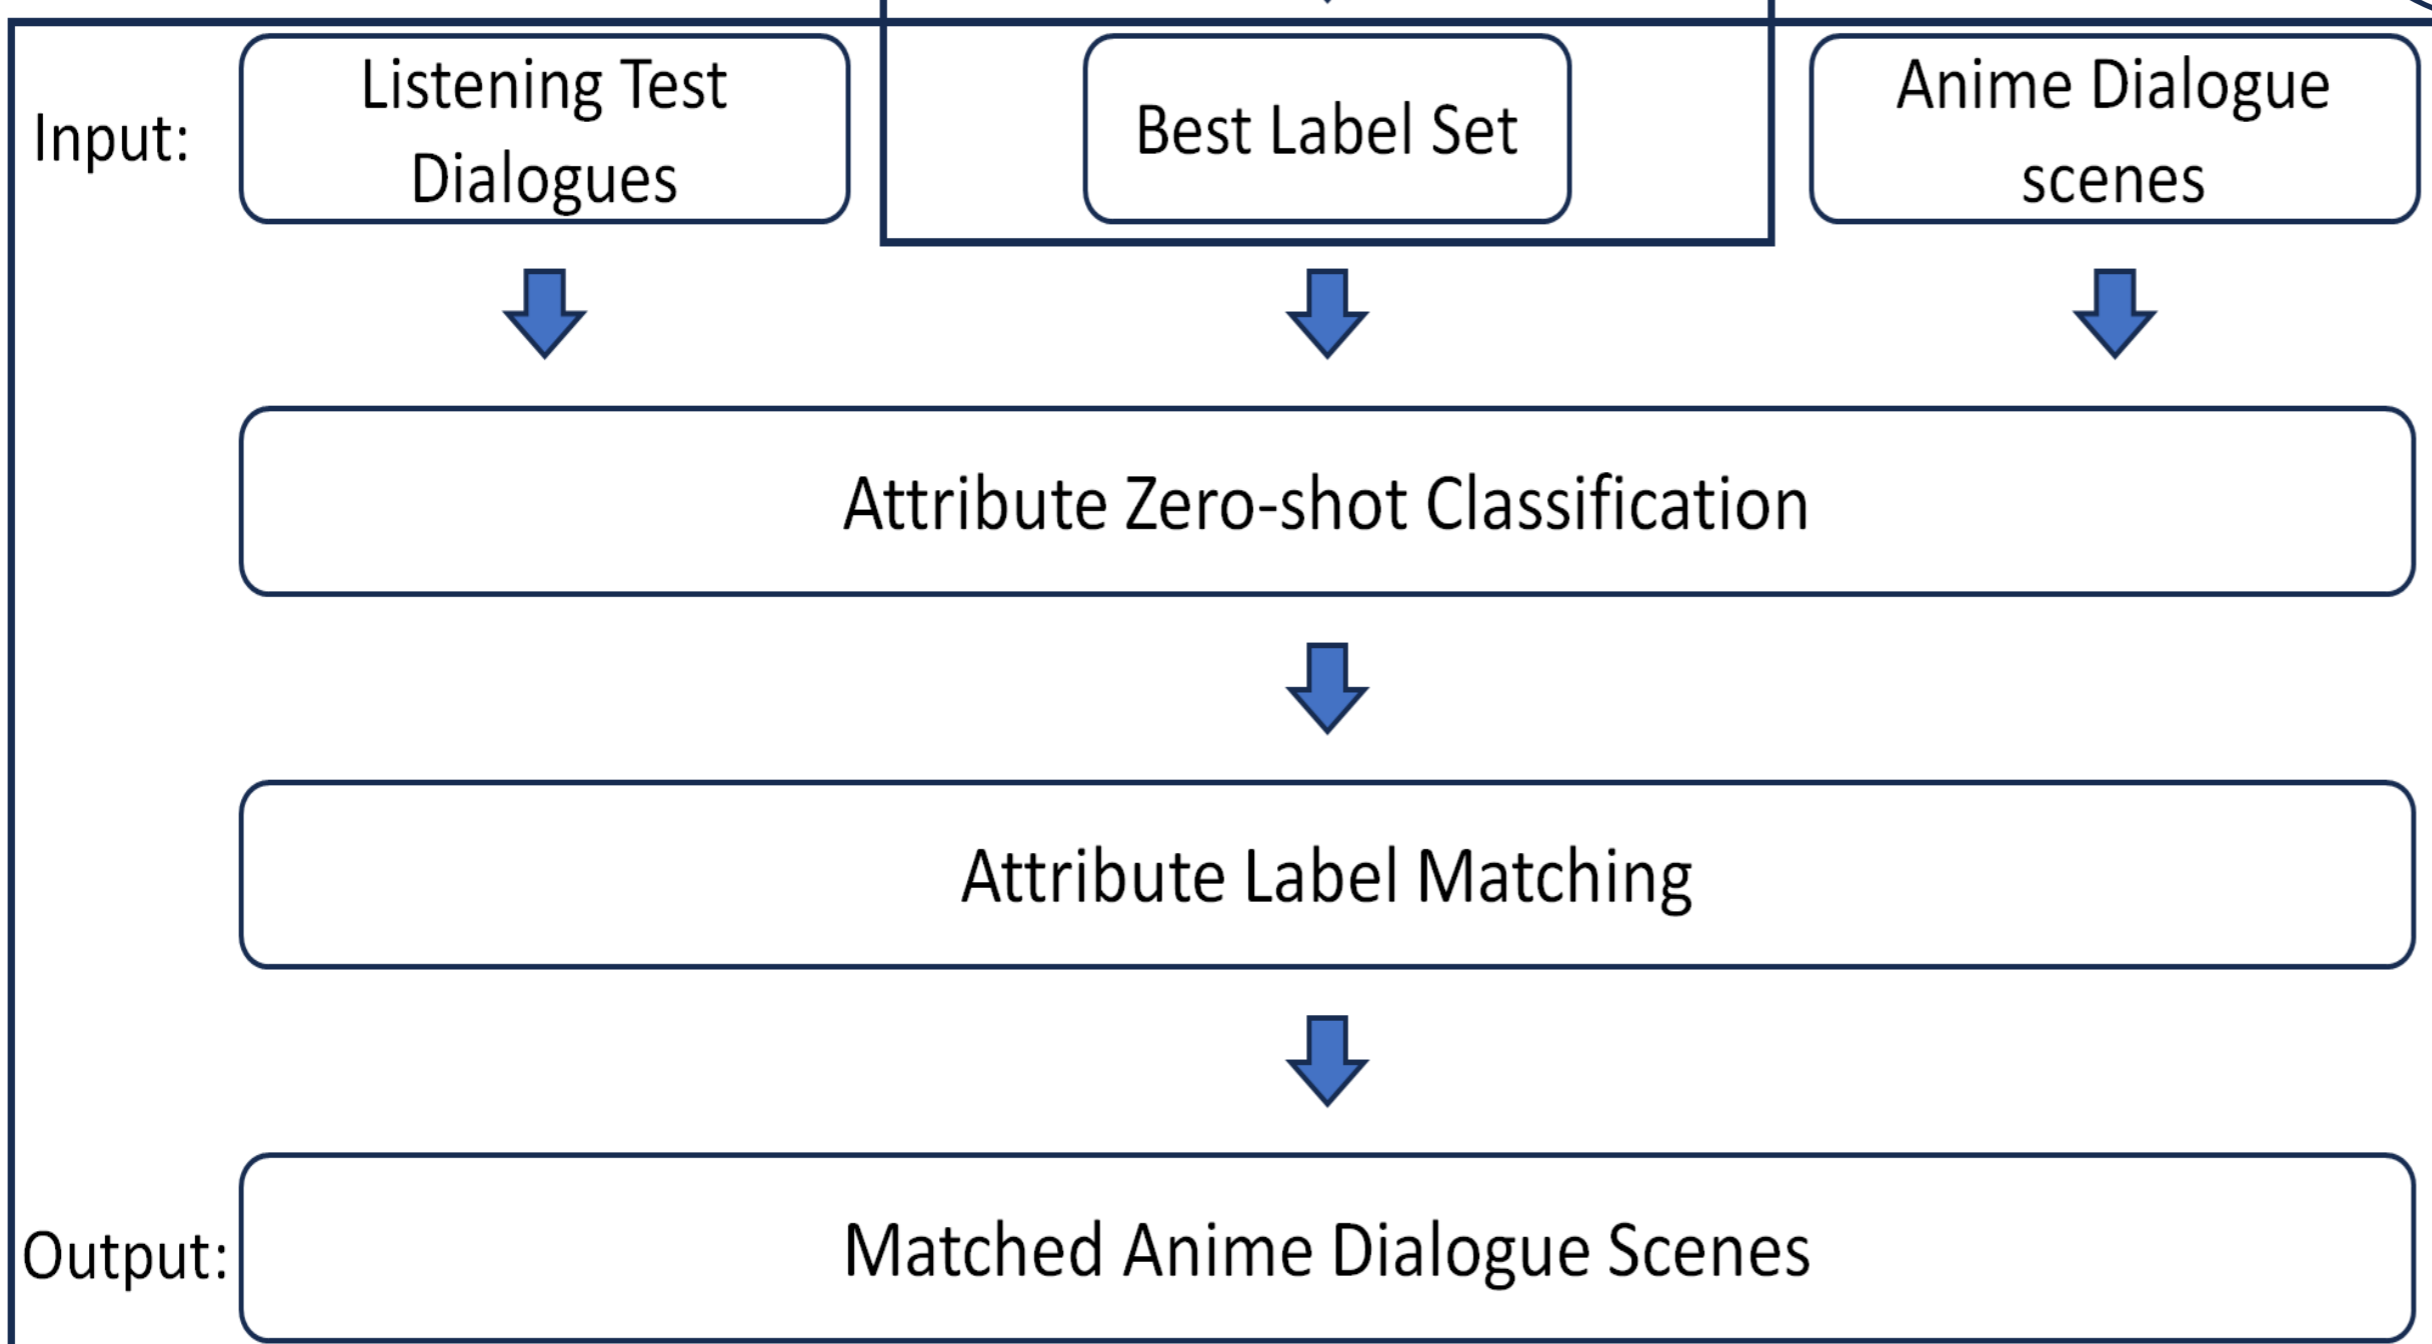 Input:
Listening Test
Dialogues
Best Label Set
Anime Dialogue
scenes
Attribute Zero-shot Classification
Attribute Label Matching
Output:
Matched Anime Dialogue Scenes